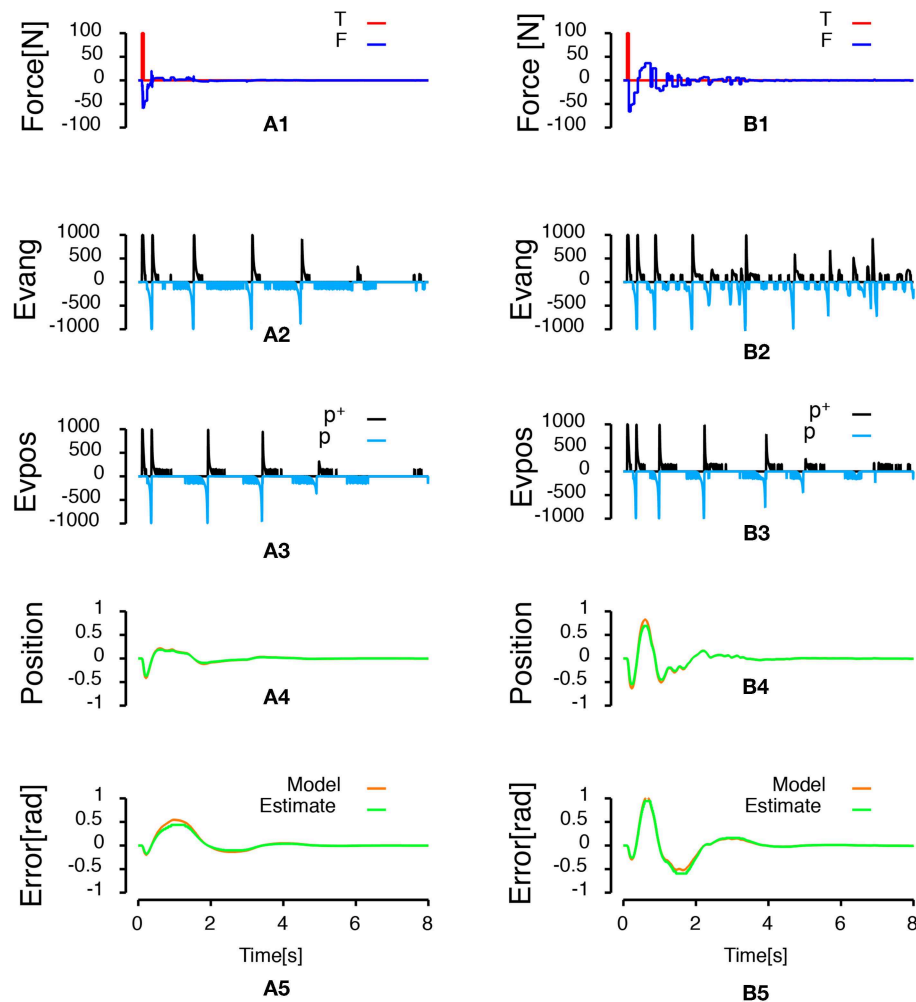 Force[N]
100
50
0
-50
-100
T
F
A1
Force [N]
100
50
0
-50
-100
T
F
B1
Evang
1000
500
0
-500
-1000
A2
Evang
1000
500
0
-500
-1000
B2
Evpos
1000
500
0
-500
-1000
p+
p
A3
Evpos
1000
500
0
-500
-1000
p+
p
B3
Position
1
0.5
0
-0.5
-1
A4
Position
1
0.5
0
-0.5
-1
B4
Error[rad]
1
0.5
0
-0.5
-1
Model
Estimate
0 2 4 6 8
Time[s]
A5
Error[rad]
1
0.5
0
-0.5
-1
Model
Estimate
0 2 4 6 8
Time[s]
B5